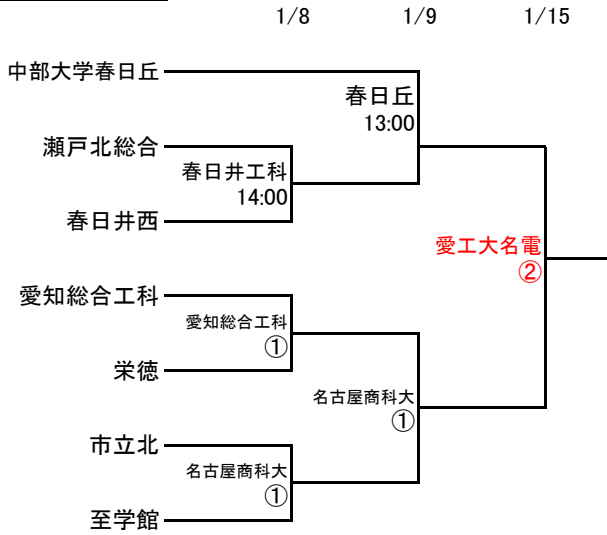 1/8 1/9 1/15
中部大学春日丘
春日丘
13:00
瀬戸北総合
春日井工科
14:00
春日井西
愛工大名電
②
愛知総合工科
愛知総合工科
①
栄徳
名古屋商科大
①
市立北
名古屋商科大
①
至学館